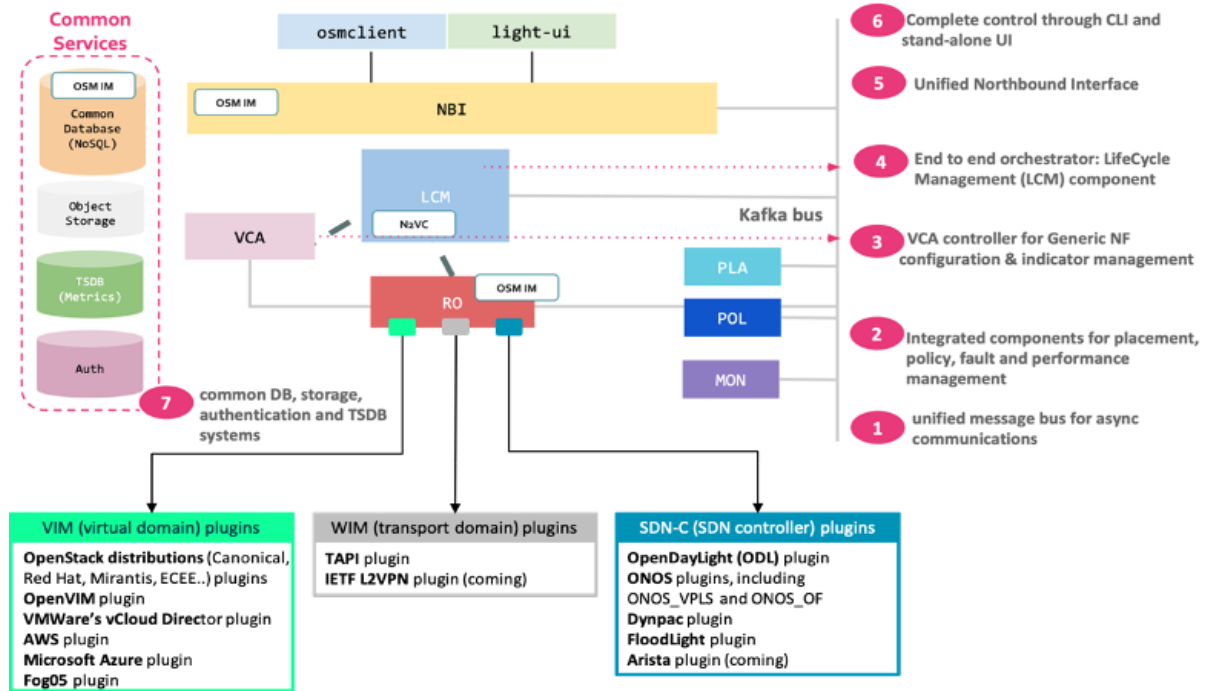 Common
Services
OSM IM
Common
Database
(NoSQL)
Object
Storage
TSDB
(Metrics)
Auth
7
common DB, storage,
authentication and TSDB
systems
osmclient
light-ui
OSM IM
NBI
LCM
N2VC
VCA
RO
OSM IM
Kafka bus
PLA
POL
MON
6
Complete control through CLI and
stand-alone UI
5
Unified Northbound Interface
4
End to end orchestrator: LifeCycle
Management (LCM) component
3
VCA controller for Generic NF
configuration & indicator management
2
Integrated components for placement,
policy, fault and performance
management
1
unified message bus for async
communications
VIM (virtual domain) plugins
OpenStack distributions (Canonical,
Red Hat, Mirantis, ECEE..) plugins
OpenVIM plugin
VMWare's vCloud Director plugin
AWS plugin
Microsoft Azure plugin
Fog05 plugin
WIM (transport domain) plugins
TAPI plugin
IETF L2VPN plugin (coming)
SDN-C (SDN controller) plugins
OpenDayLight (ODL) plugin
ONOS plugins, including
ONOS_VPLS and ONOS_OF
Dynpac plugin
FloodLight plugin
Arista plugin (coming)